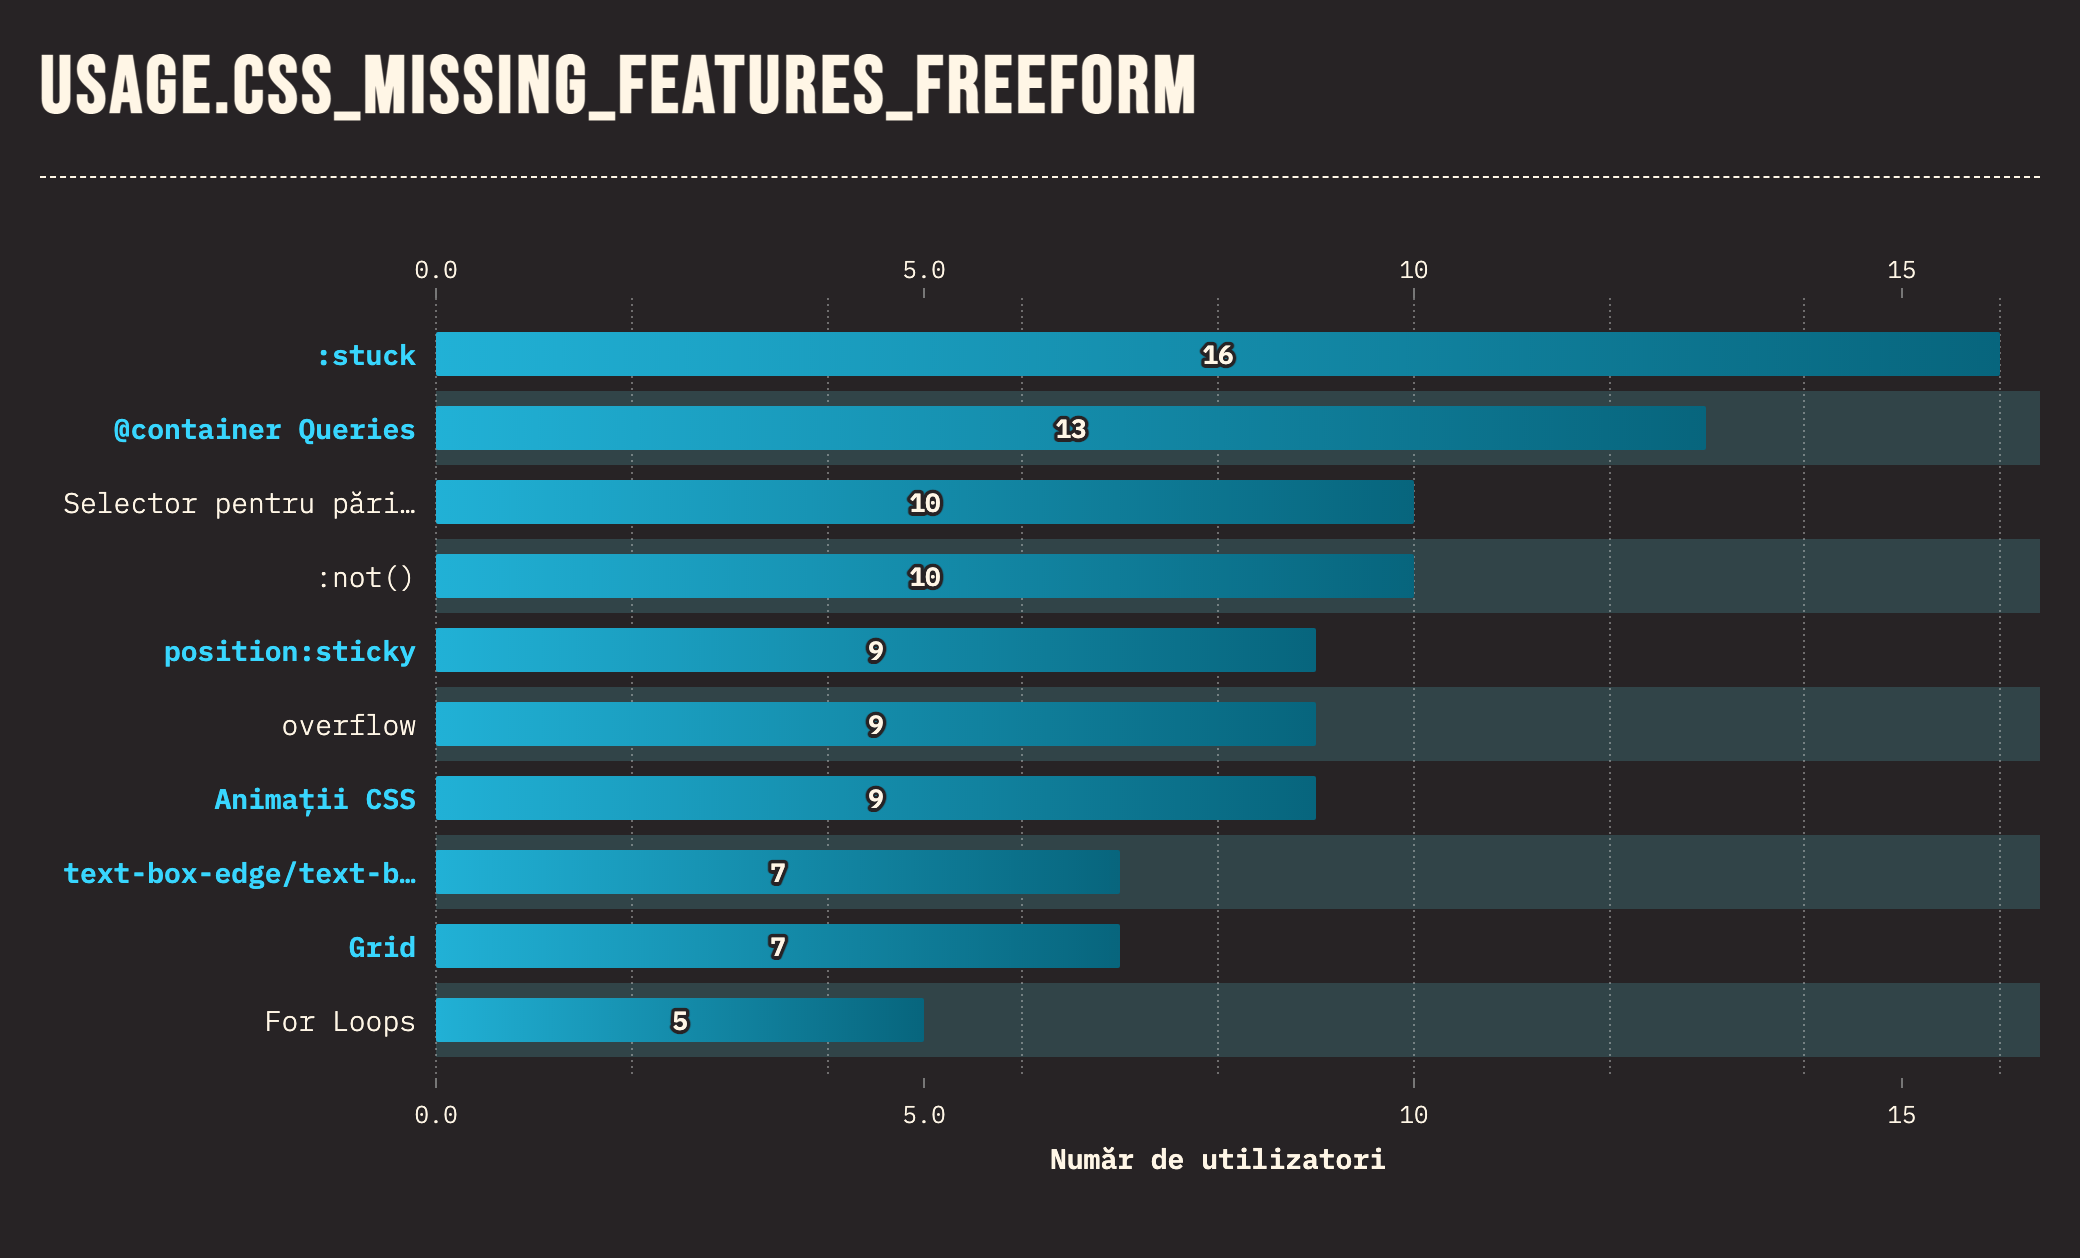 USAGE.CSS_MISSING_FEATURES_FREEFORM
0.0 5.0 10 15
:stuck 16
@container Queries 13
Selector pentru pări… 10
:not() 10
position:sticky 9
overflow 9
Animații CSS 9
text-box-edge/text-b… 7
Grid 7
For Loops 5
0.0 5.0 10 15
Număr de utilizatori